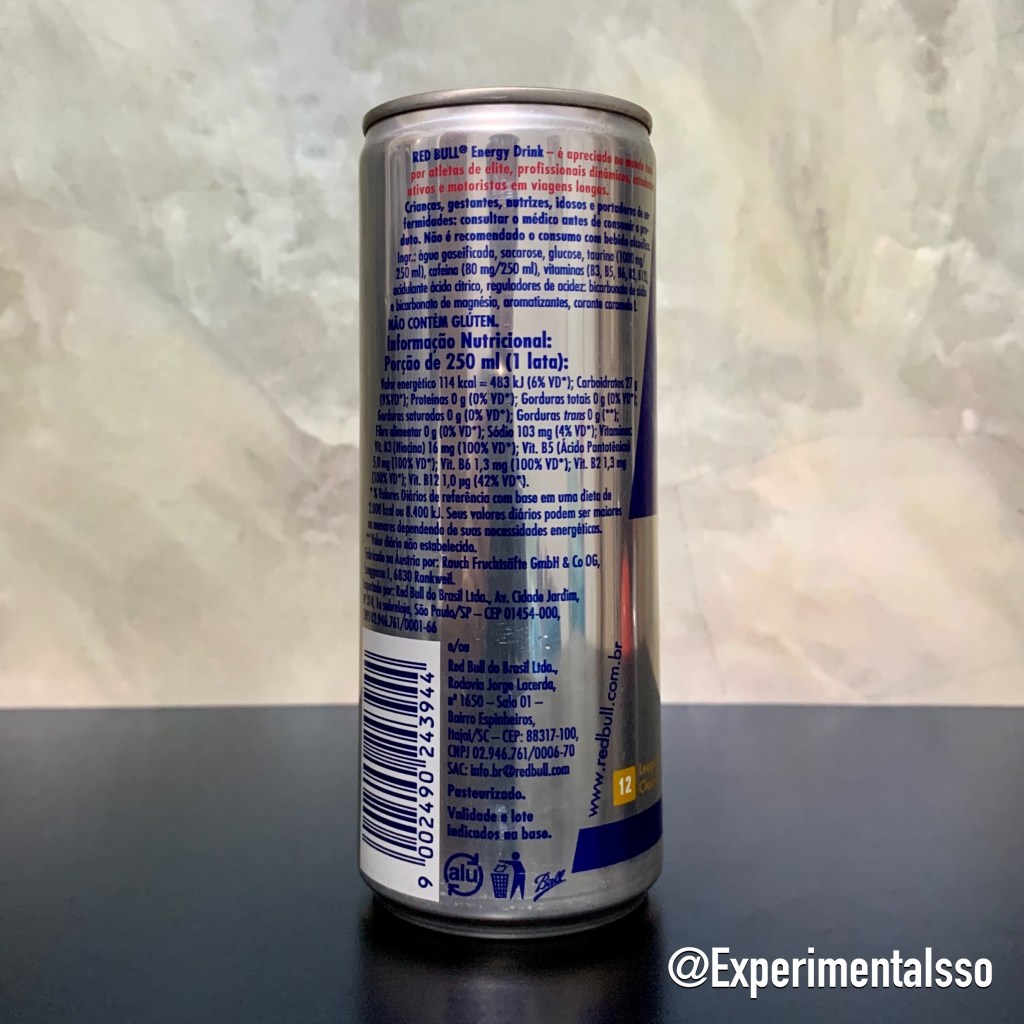 RED BULL® Energy Drink – é apreciado no mundo
por atletas de elite, profissionais dinâmicos,
ativos e motoristas em viagens longas.
Crianças, gestantes, nutrizes, idosos e portadores de en-
fermidades: consultar o médico antes de consumir o pro-
duto. Não é recomendado o consumo com bebida alcoólica.
Ingr.: água gaseificada, sacarose, glucose, taurina (1000 mg/
250 ml), cafeína (80 mg/250 ml), vitaminas (B3, B5, B6, B2, B12),
acidulante ácido cítrico, reguladores de acidez: bicarbonato de sódio
e bicarbonato de magnésio, aromatizantes, corante caramelo I.
NÃO CONTÉM GLÚTEN.
Informação Nutricional:
Porção de 250 ml (1 lata):
Valor energético 114 kcal = 483 kJ (6% VD*); Carboidratos 27 g
(9%VD*); Proteínas 0 g (0% VD*); Gorduras totais 0 g (0% VD*);
Gorduras saturadas 0 g (0% VD*); Gorduras trans 0 g (**);
Fibra alimentar 0 g (0% VD*); Sódio 103 mg (4% VD*); Vitaminas:
Vit. B3 (Niacina) 16 mg (100% VD*); Vit. B5 (Ácido Pantotênico)
5,0 mg (100% VD*); Vit. B6 1,3 mg (100% VD*); Vit. B2 1,3 mg
(100% VD*); Vit. B12 1,0 µg (42% VD*).
* % Valores Diários de referência com base em uma dieta de
2.000 kcal ou 8.400 kJ. Seus valores diários podem ser maiores
ou menores dependendo de suas necessidades energéticas.
** Valor diário não estabelecido.
Fabricado na Áustria por: Rauch Fruchtsäfte GmbH & Co OG,
1, 6830 Rankweil.
Importado por: Red Bull do Brasil Ltda., Av. Cidade Jardim,
sobreloja, São Paulo/SP – CEP 01454-000,
02.946.761/0001-66
e/ou
Red Bull do Brasil Ltda.,
Rodovia Jorge Lacerda,
nº 1650 – Sala 01 –
Bairro Espinheiros,
Itajaí/SC – CEP: 88317-100,
CNPJ 02.946.761/0006-70
SAC: info.br@redbull.com
Pasteurizado.
Validade e lote
indicados na base.
9 002490 243944
alu
Ball
www.redbull.com.br
12
@Experimentalsso